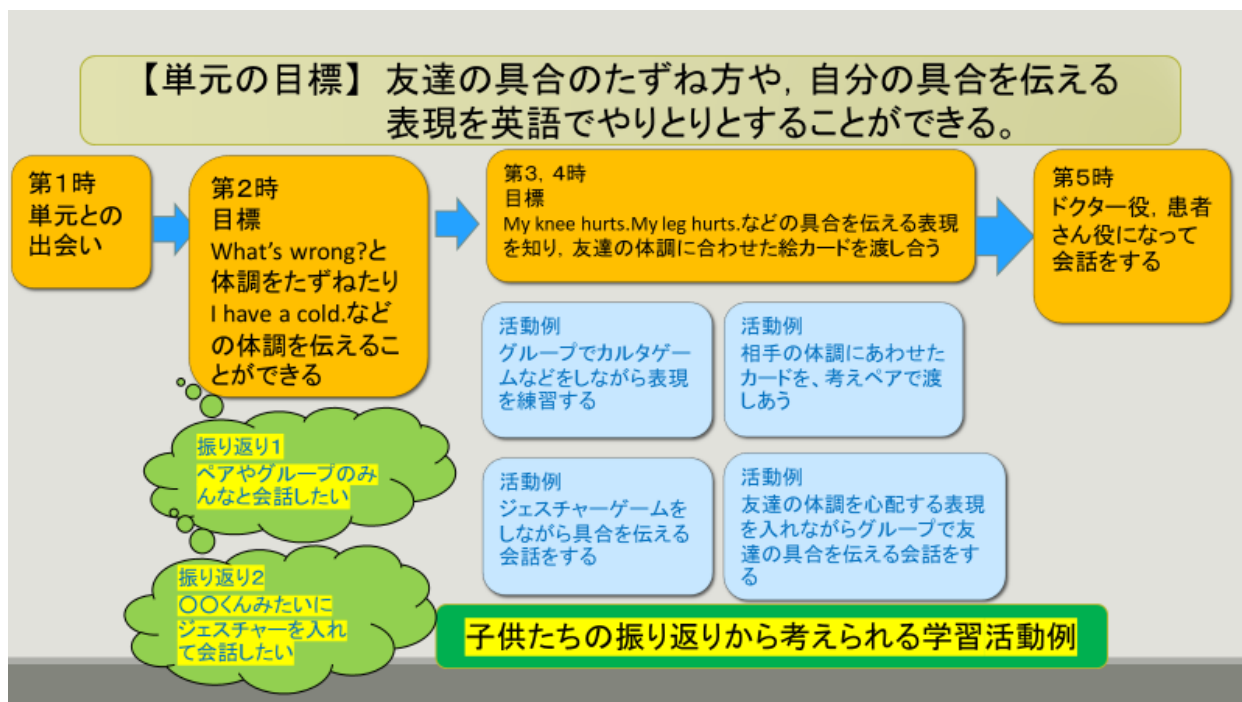 【単元の目標】 友達の具合のたずね方や，自分の具合を伝える
表現を英語でやりとりとすることができる。
第１時
単元との
出会い
第２時
目標
What's wrong?と
体調をたずねたり
I have a cold.など
の体調を伝えるこ
とができる
第３，４時
目標
My knee hurts.My leg hurts.などの具合を伝える表現
を知り，友達の体調に合わせた絵カードを渡し合う
第５時
ドクター役，患者
さん役になって
会話をする
振り返り１
ペアやグループのみ
んなと会話したい
振り返り２
〇〇くんみたいに
ジェスチャーを入れ
て会話したい
活動例
グループでカルタゲー
ムなどをしながら表現
を練習する
活動例
相手の体調にあわせた
カードを、考えペアで渡
しあう
活動例
ジェスチャーゲームを
しながら具合を伝える
会話をする
活動例
友達の体調を心配する表現
を入れながらグループで友
達の具合を伝える会話をす
る
子供たちの振り返りから考えられる学習活動例